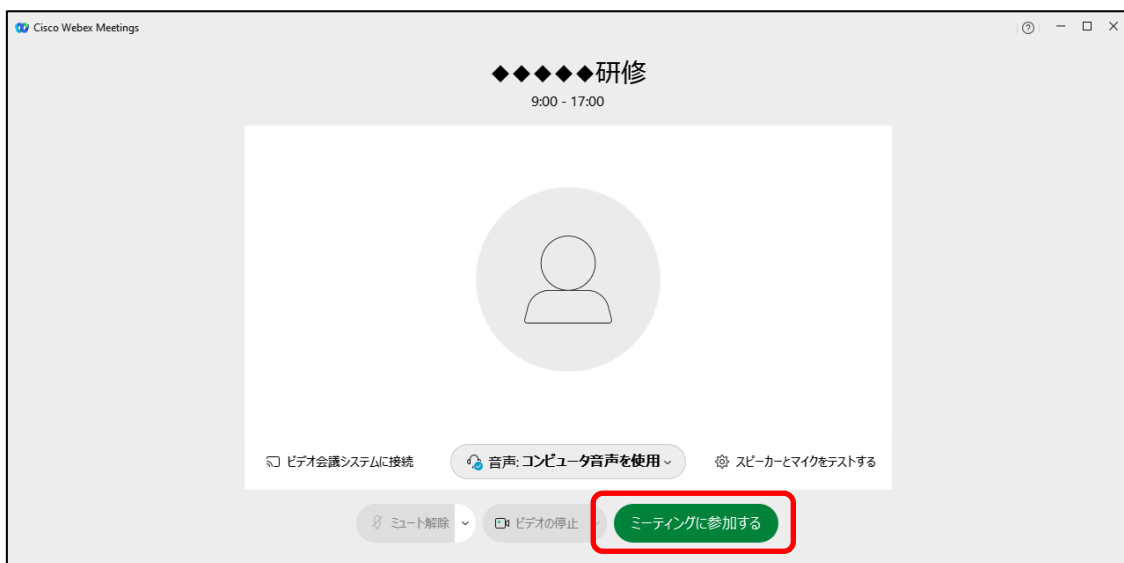 Cisco Webex Meetings
◆◆◆◆◆研修
9:00 - 17:00
ビデオ会議システムに接続
音声: コンピュータ音声を使用
スピーカーとマイクをテストする
ミュート解除
ビデオの停止
ミーティングに参加する